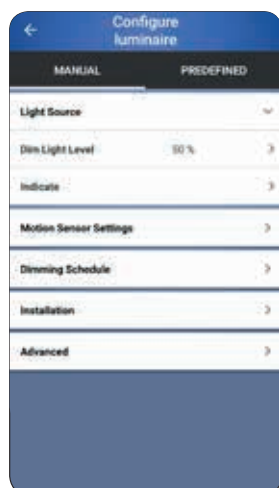 Configure
luminaire
MANUAL PREDEFINED
Light Source
Dim Light Level 50 %
Indicate
Motion Sensor Settings
Dimming Schedule
Installation
Advanced